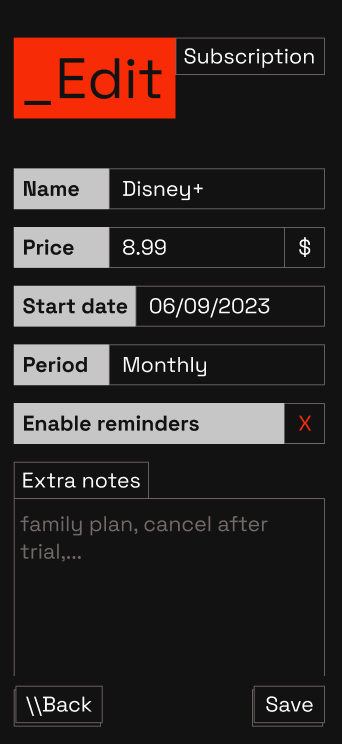 _Edit
Subscription
Name
Disney+
Price
8.99
$
Start date
06/09/2023
Period
Monthly
Enable reminders
X
Extra notes
family plan, cancel after
trial,...
\\Back
Save